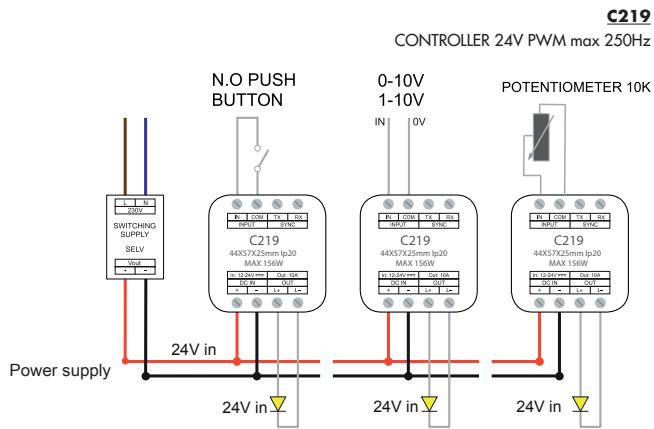 C219
CONTROLLER 24V PWM max 250Hz
N.O PUSH
BUTTON
0-10V
1-10V
IN 0V
POTENTIOMETER 10K
L N
230V
SWITCHING
SUPPLY
SELV
Vout
+ −
IN COM TX RX
INPUT SYNC
C219
44X57X25mm Ip20
MAX 156W
In: 12-24V Out: 10A
DC IN OUT
+ − L+ L−
IN COM TX RX
INPUT SYNC
C219
44X57X25mm Ip20
MAX 156W
In: 12-24V Out: 10A
DC IN OUT
+ − L+ L−
IN COM TX RX
INPUT SYNC
C219
44X57X25mm Ip20
MAX 156W
In: 12-24V Out: 10A
DC IN OUT
+ − L+ L−
24V in
Power supply
24V in
24V in
24V in